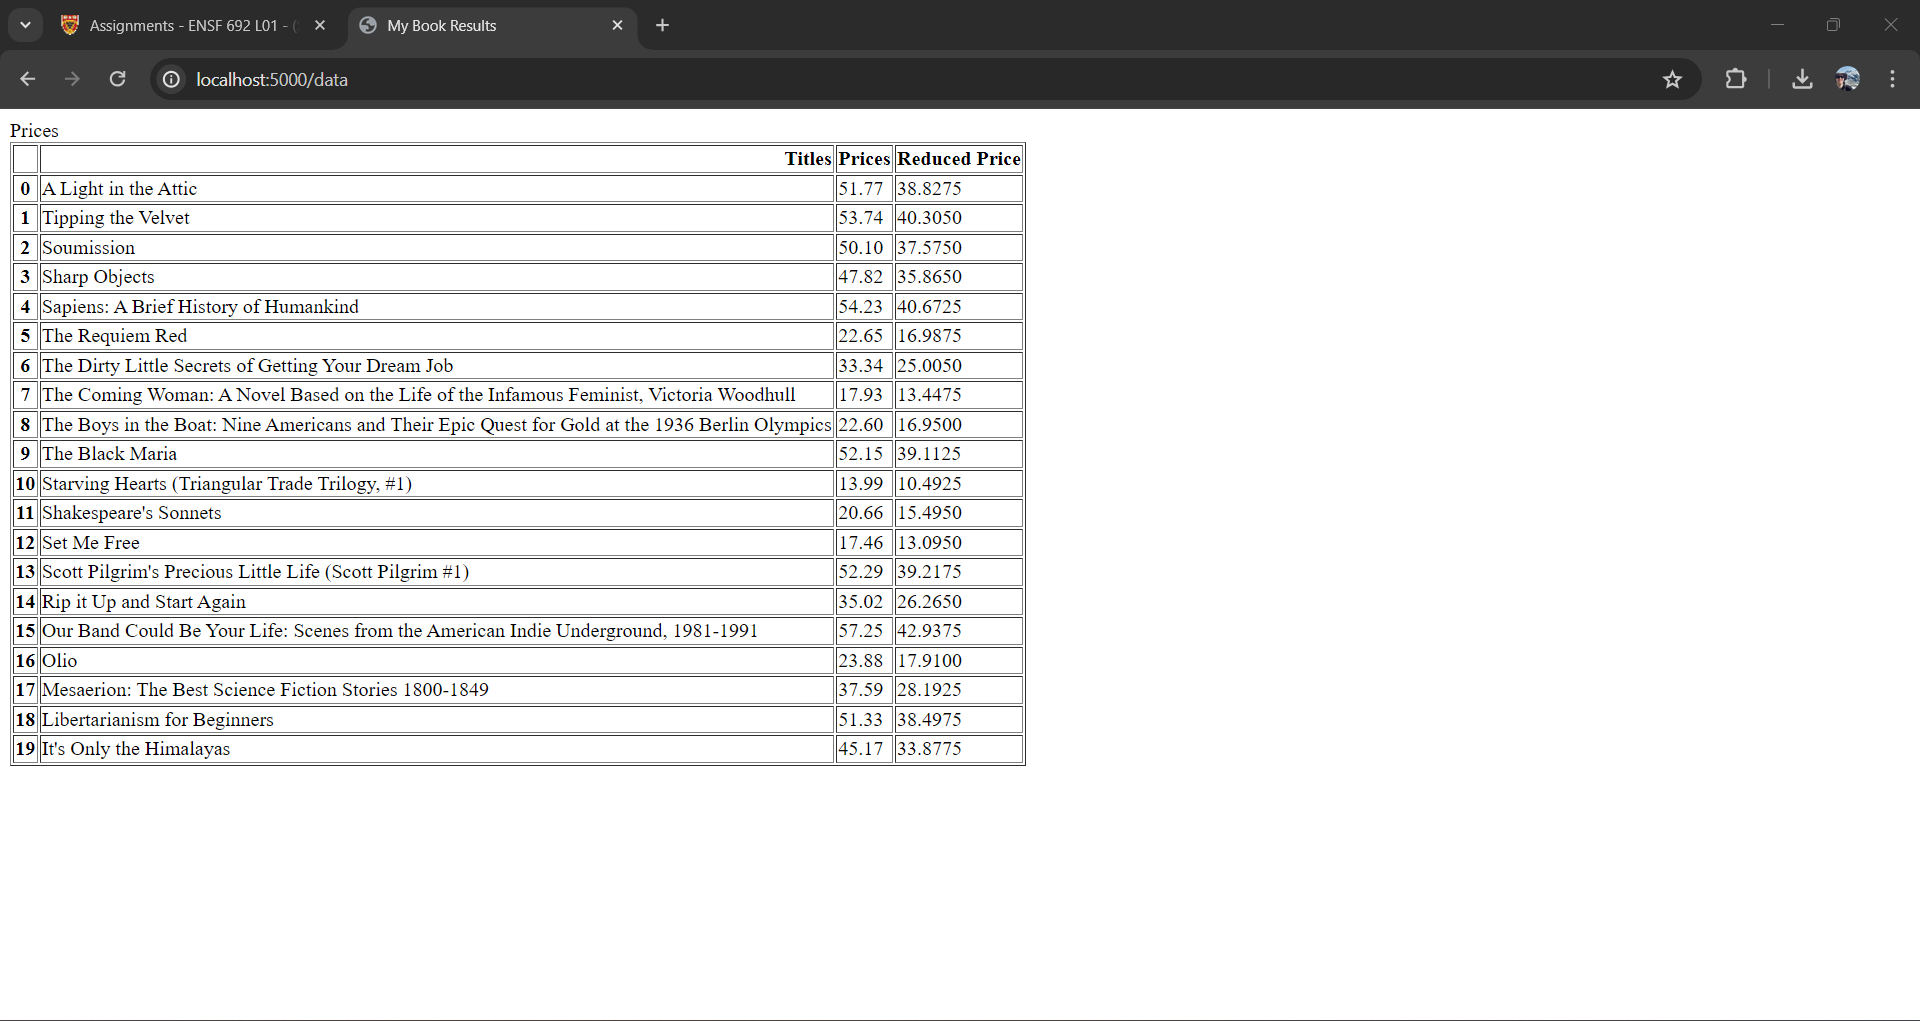 Assignments - ENSF 692 L01 - (
My Book Results
localhost:5000/data
Prices
Titles Prices Reduced Price
0 A Light in the Attic 51.77 38.8275
1 Tipping the Velvet 53.74 40.3050
2 Soumission 50.10 37.5750
3 Sharp Objects 47.82 35.8650
4 Sapiens: A Brief History of Humankind 54.23 40.6725
5 The Requiem Red 22.65 16.9875
6 The Dirty Little Secrets of Getting Your Dream Job 33.34 25.0050
7 The Coming Woman: A Novel Based on the Life of the Infamous Feminist, Victoria Woodhull 17.93 13.4475
8 The Boys in the Boat: Nine Americans and Their Epic Quest for Gold at the 1936 Berlin Olympics 22.60 16.9500
9 The Black Maria 52.15 39.1125
10 Starving Hearts (Triangular Trade Trilogy, #1) 13.99 10.4925
11 Shakespeare's Sonnets 20.66 15.4950
12 Set Me Free 17.46 13.0950
13 Scott Pilgrim's Precious Little Life (Scott Pilgrim #1) 52.29 39.2175
14 Rip it Up and Start Again 35.02 26.2650
15 Our Band Could Be Your Life: Scenes from the American Indie Underground, 1981-1991 57.25 42.9375
16 Olio 23.88 17.9100
17 Mesaerion: The Best Science Fiction Stories 1800-1849 37.59 28.1925
18 Libertarianism for Beginners 51.33 38.4975
19 It's Only the Himalayas 45.17 33.8775